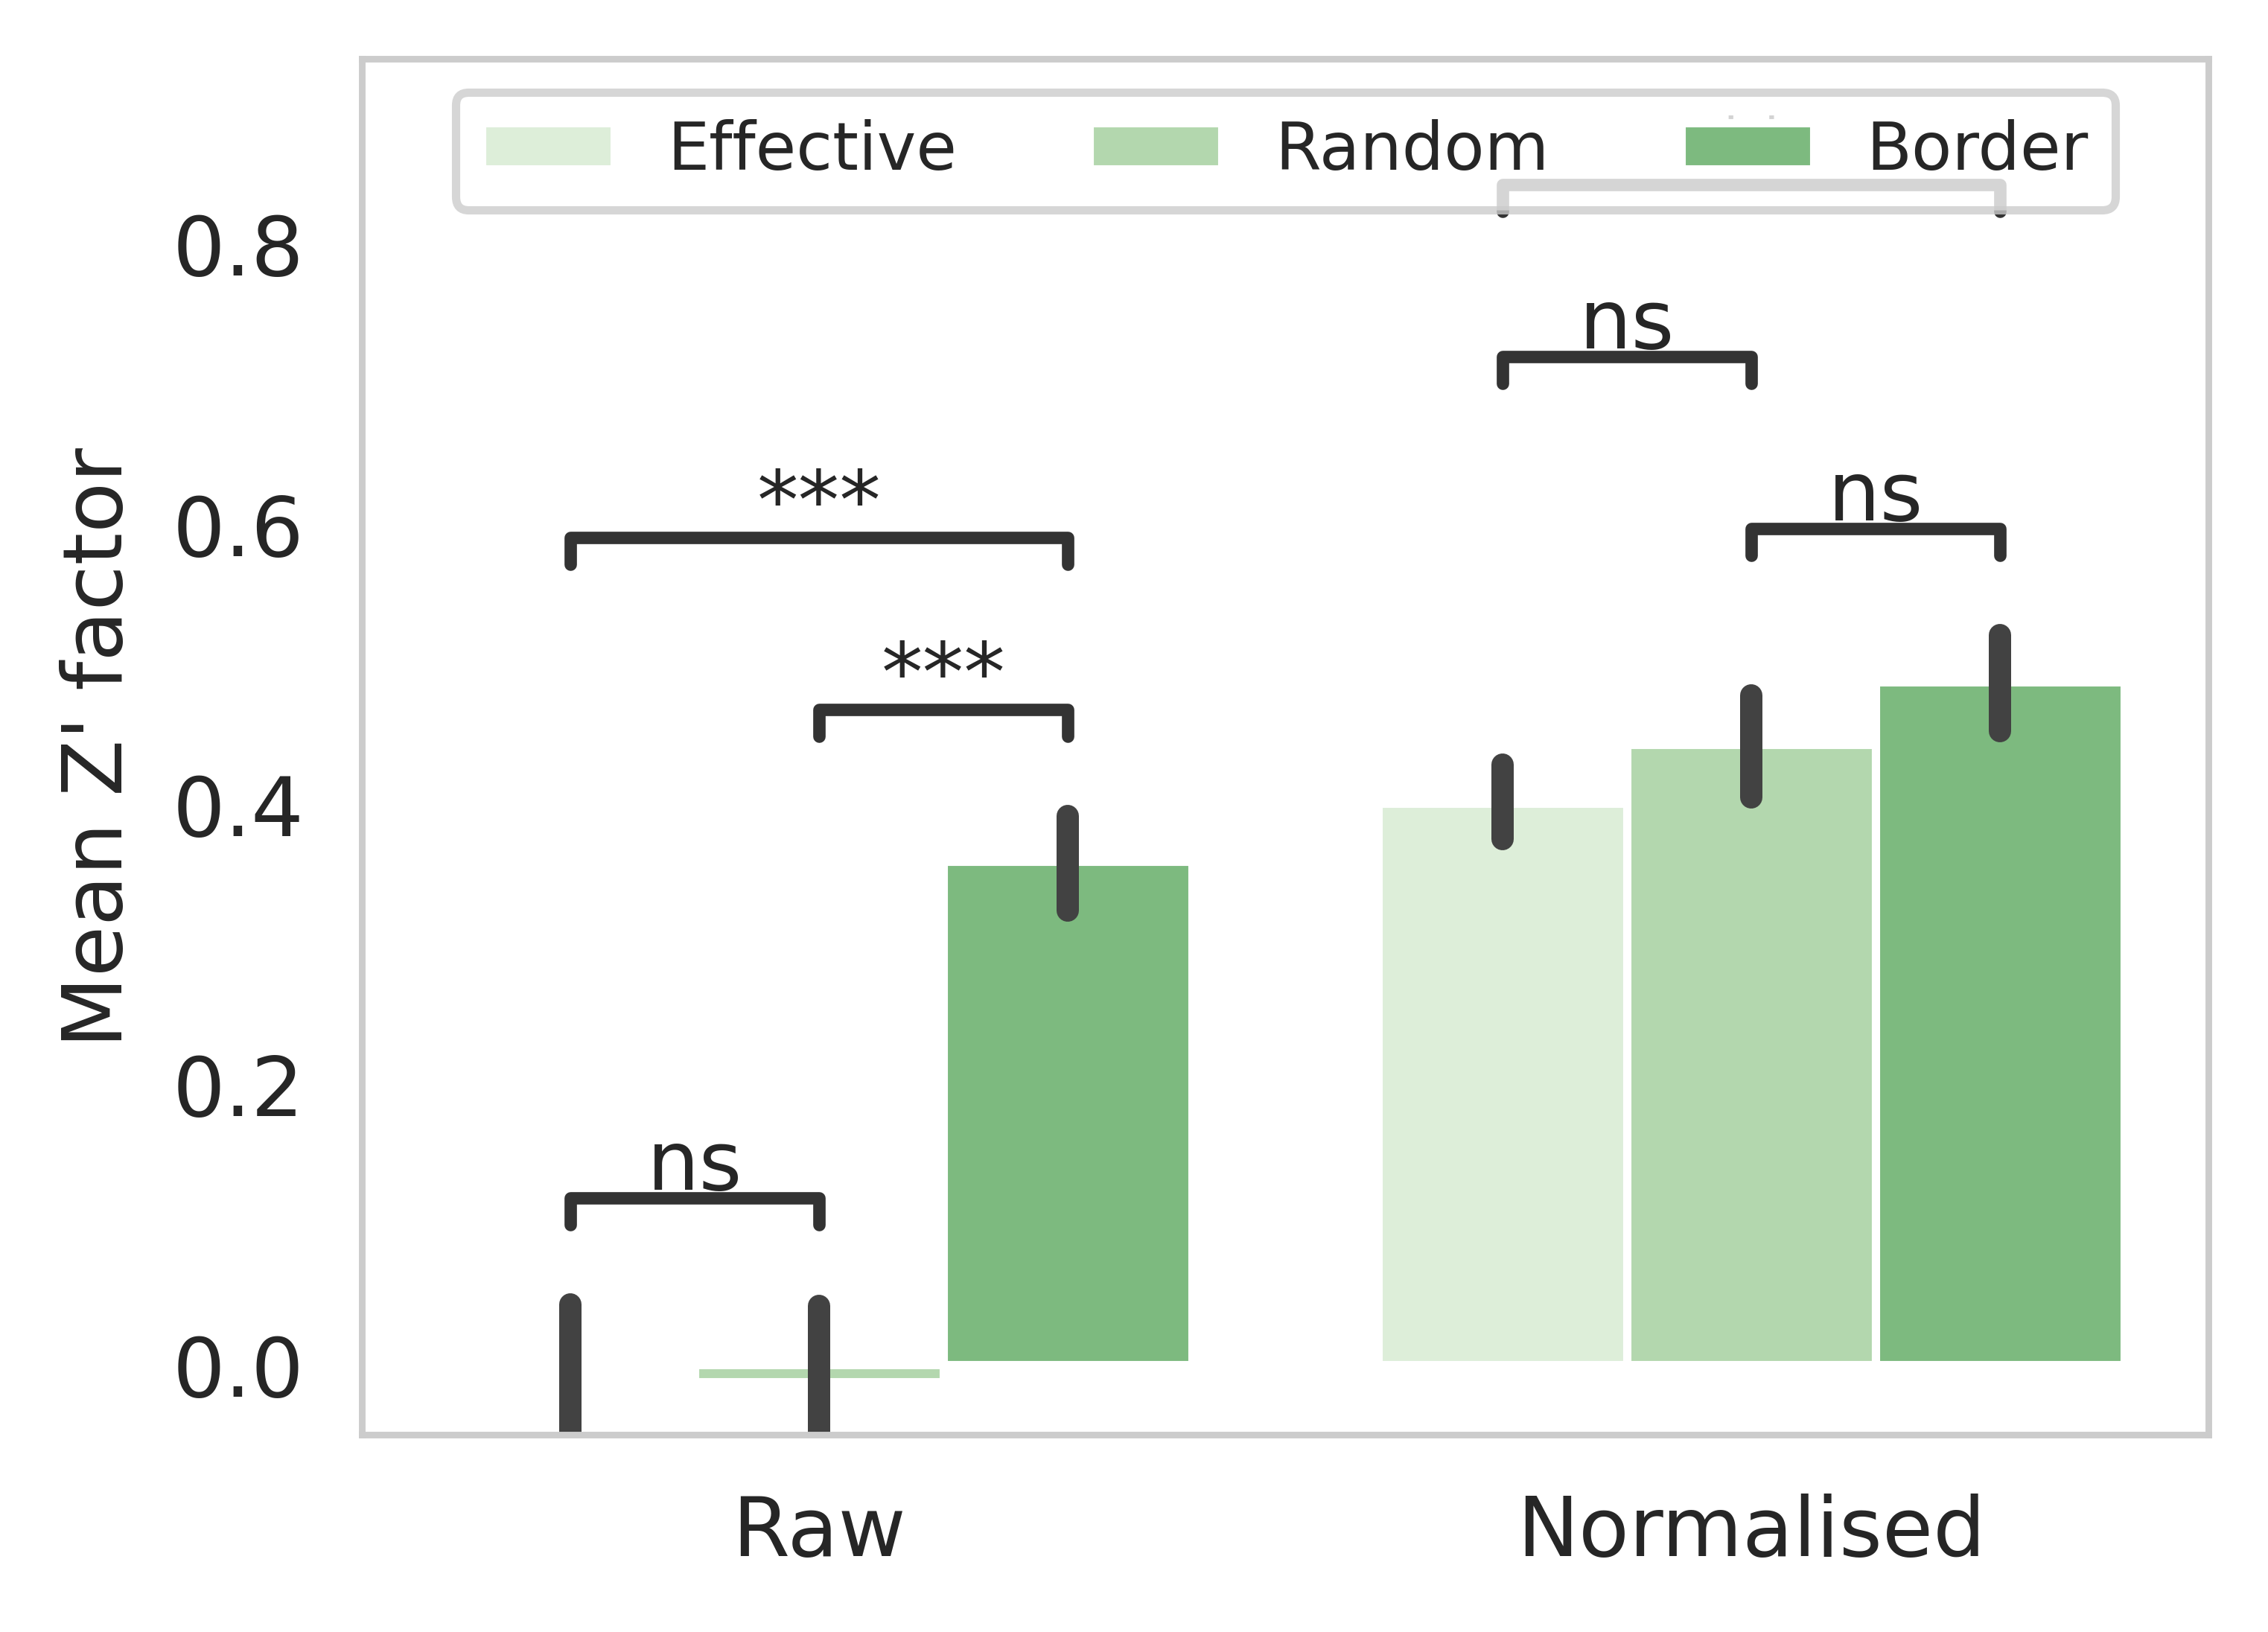 Effective Random Border
0.8
ns
0.6
***
ns
***
0.4
0.2
ns
0.0
Mean Z' factor
Raw Normalised